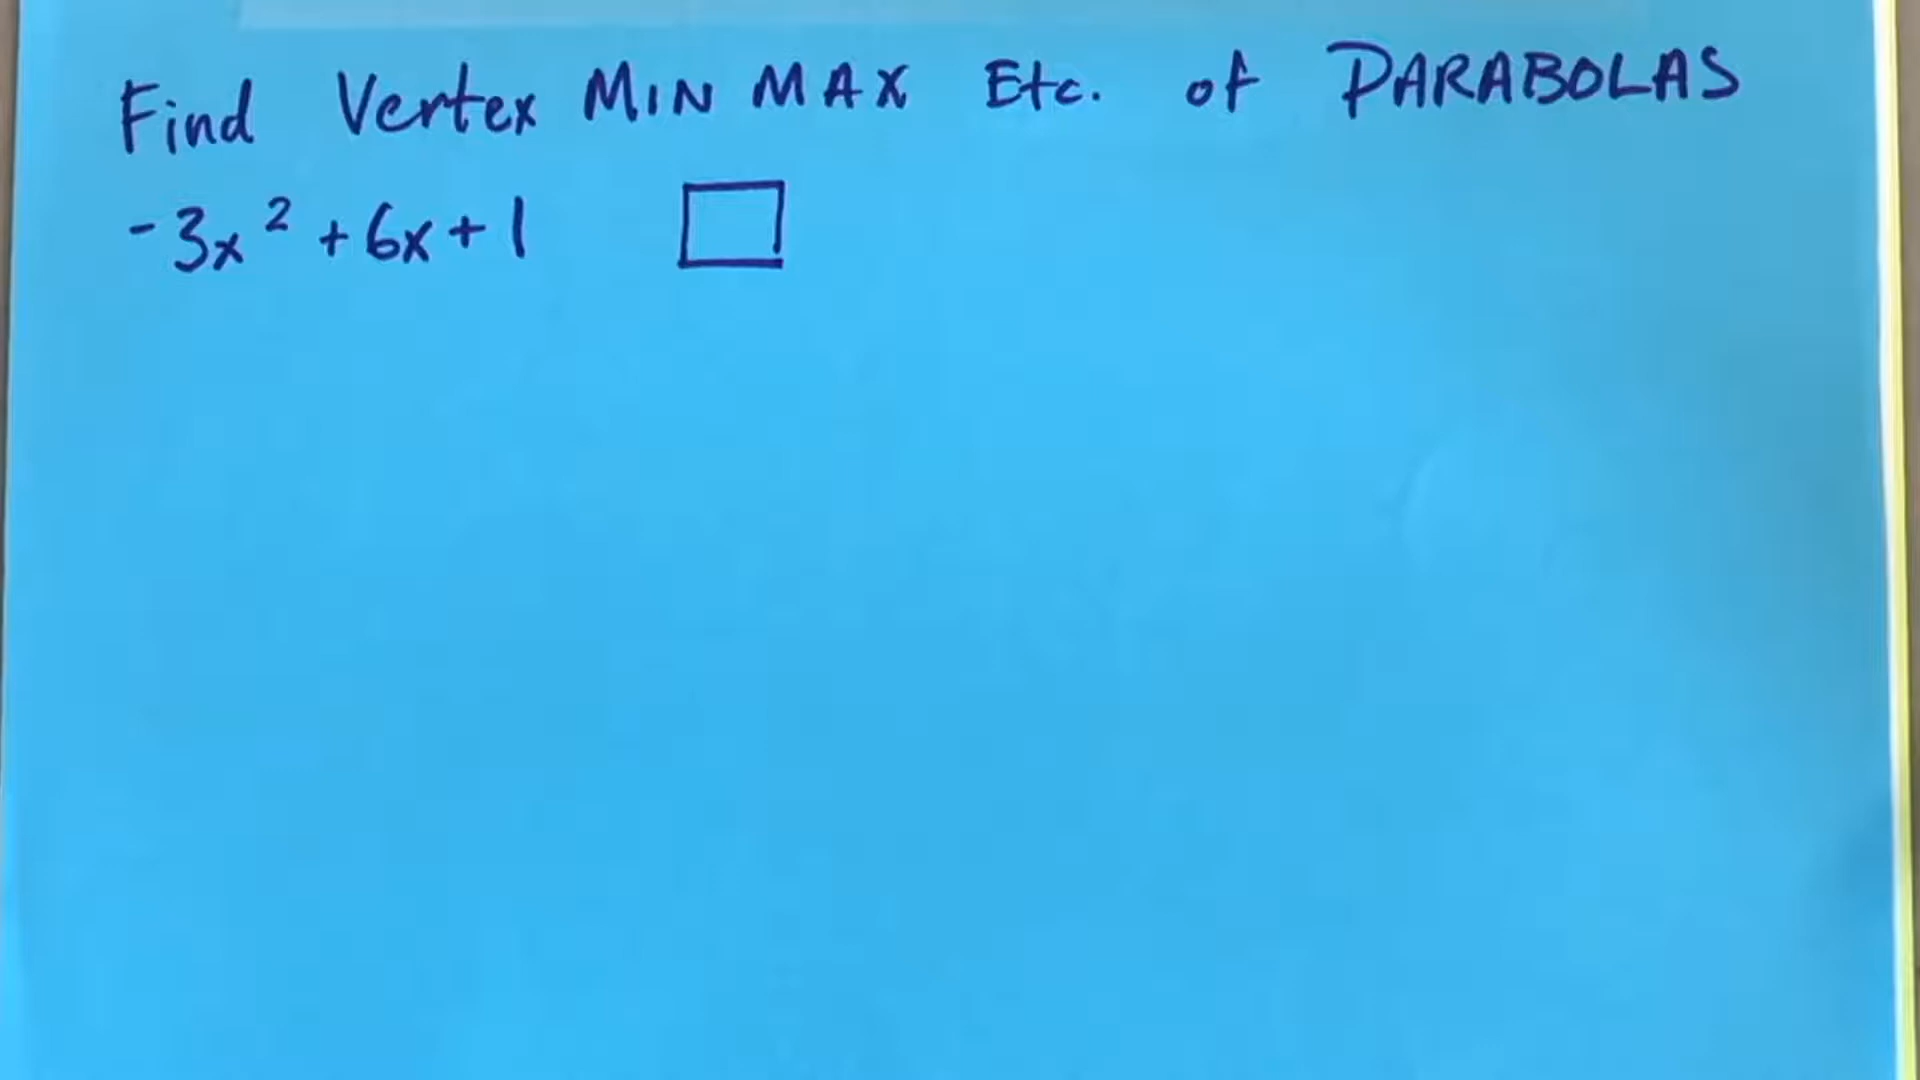 Find Vertex MIN MAX Etc. of PARABOLAS
-3x² + 6x + 1